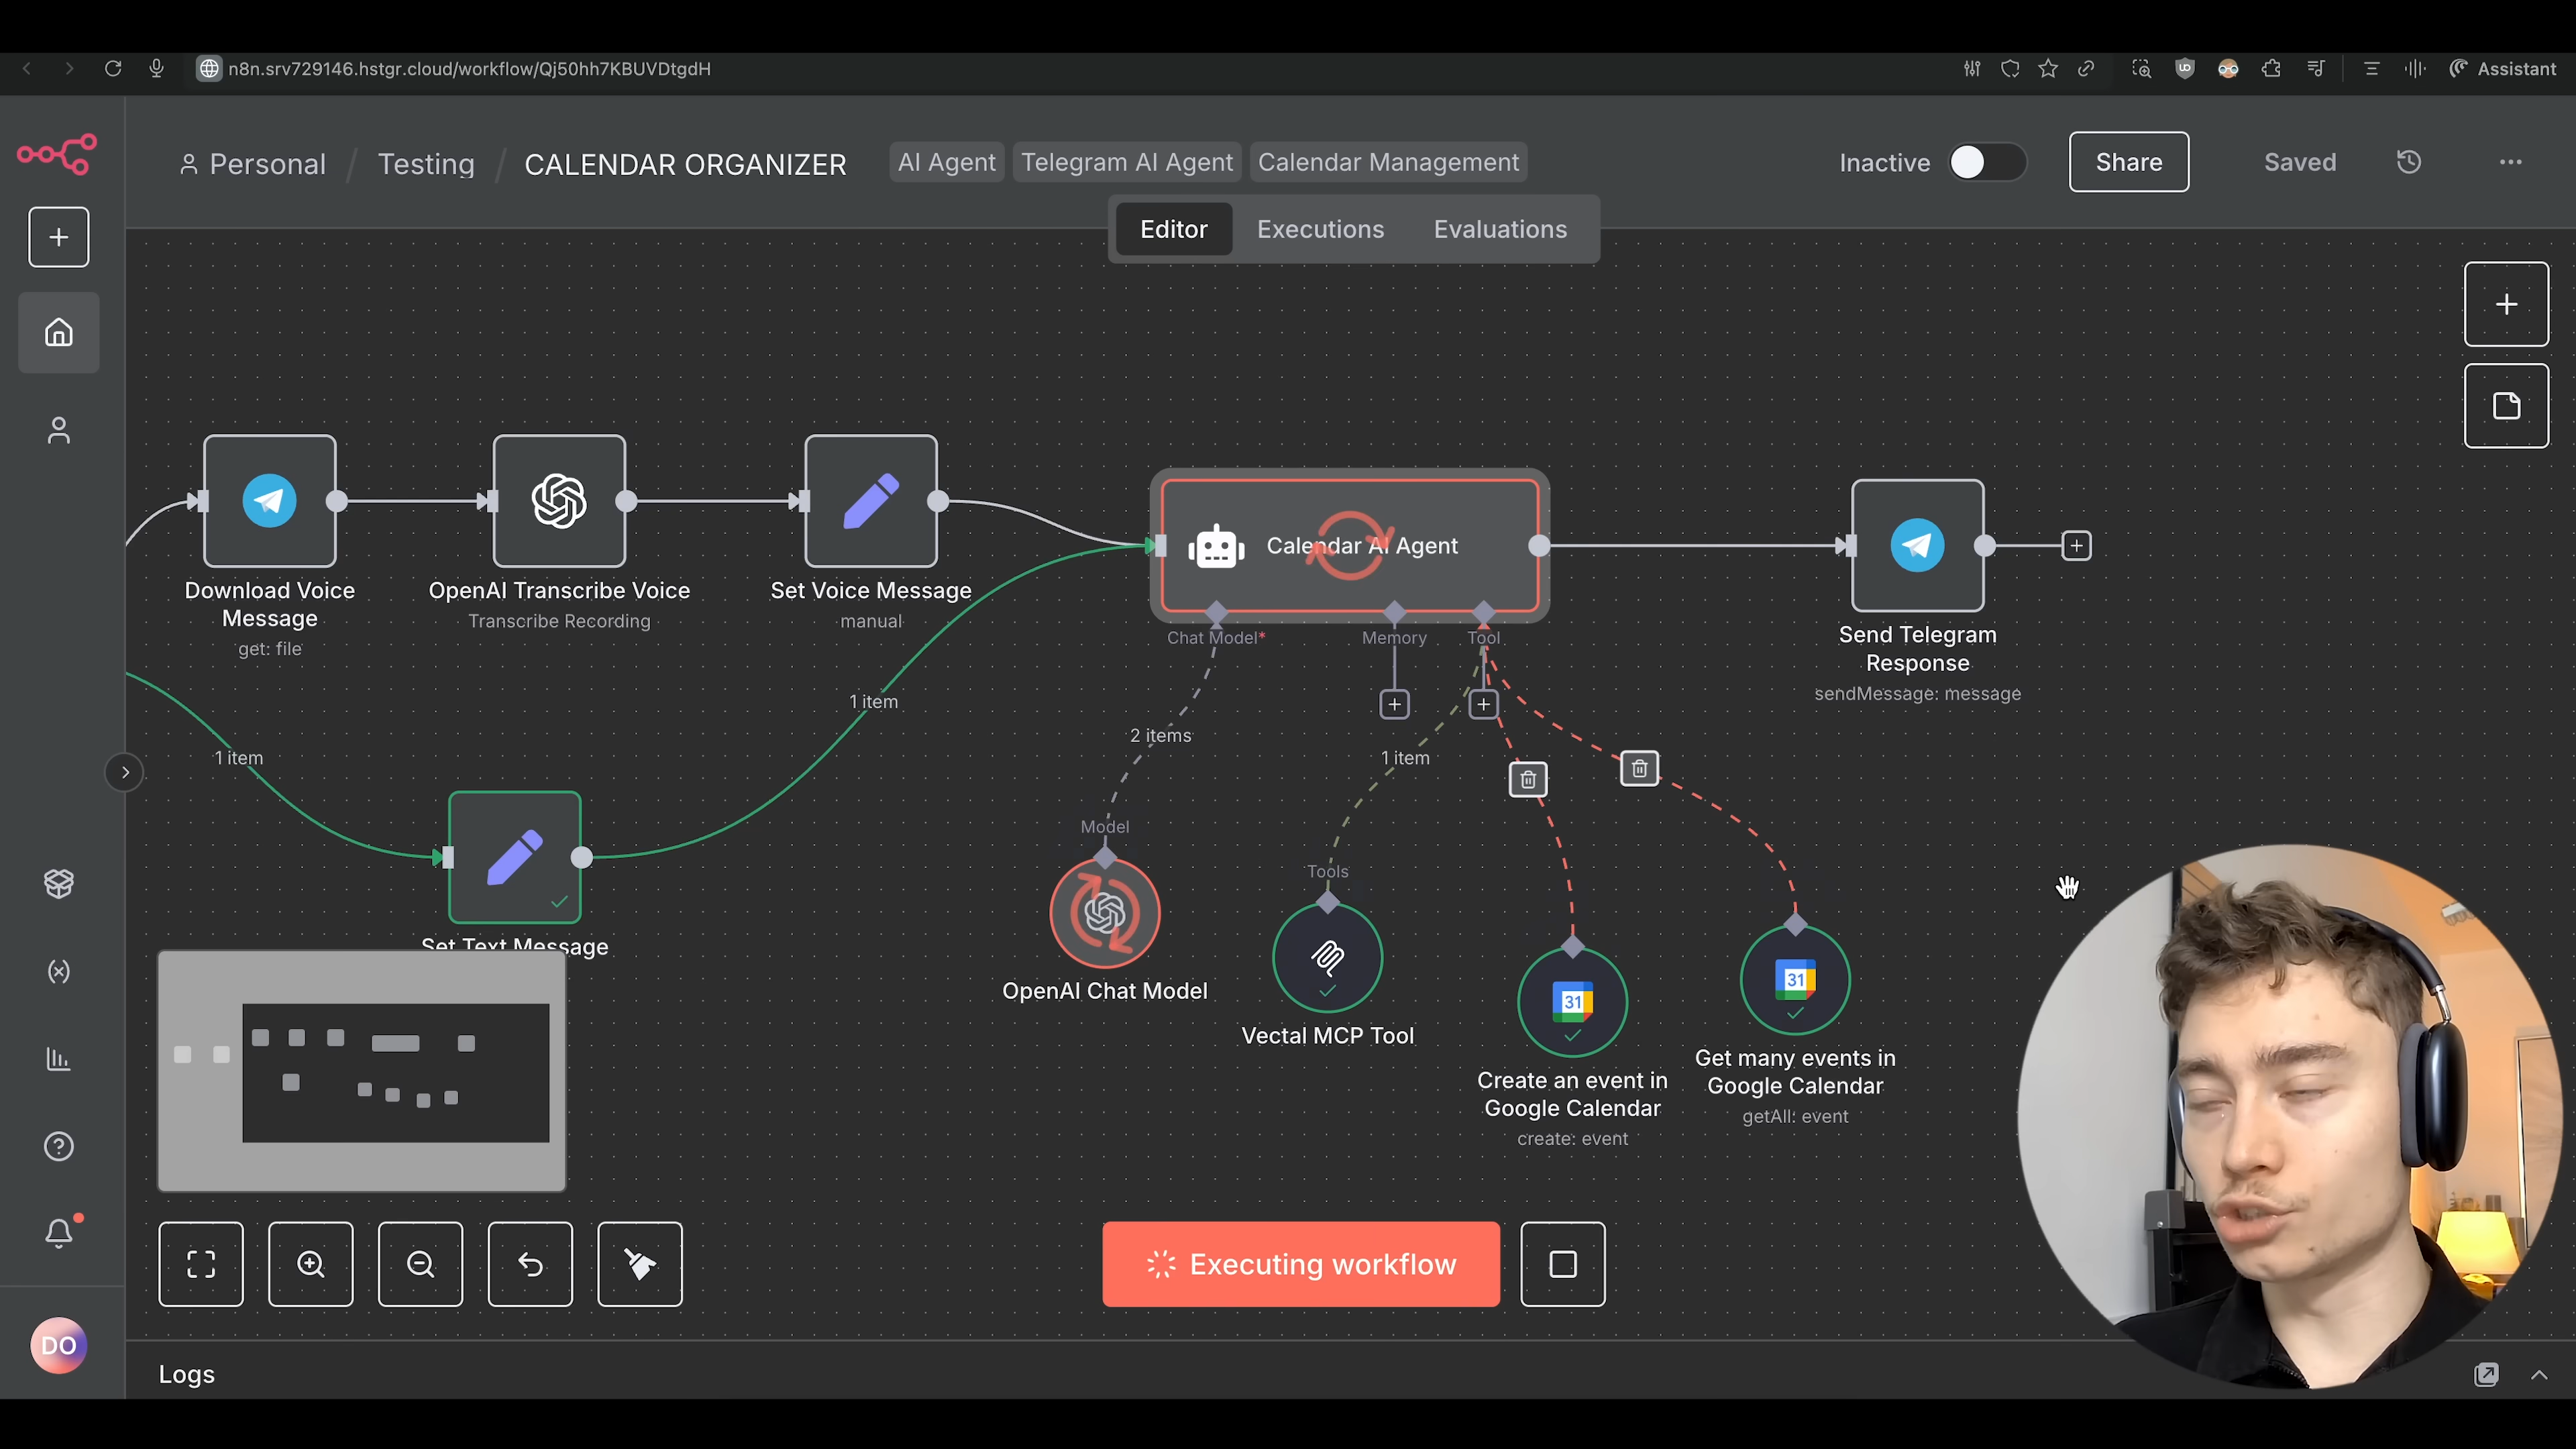 n8n.srv729146.hstgr.cloud/workflow/Qj50hh7KBUVDtgdH
Assistant
Personal / Testing / CALENDAR ORGANIZER
AI Agent
Telegram AI Agent
Calendar Management
Inactive
Share
Saved
Editor
Executions
Evaluations
Download Voice
Message
get: file
OpenAI Transcribe Voice
Transcribe Recording
Set Voice Message
manual
Calendar AI Agent
Chat Model*
Memory
Tool
Send Telegram
Response
sendMessage: message
1 item
1 item
2 items
1 item
Set Text Message
Model
OpenAI Chat Model
Tools
Vectal MCP Tool
31
Create an event in
Google Calendar
create: event
31
Get many events in
Google Calendar
getAll: event
Executing workflow
DO
Logs